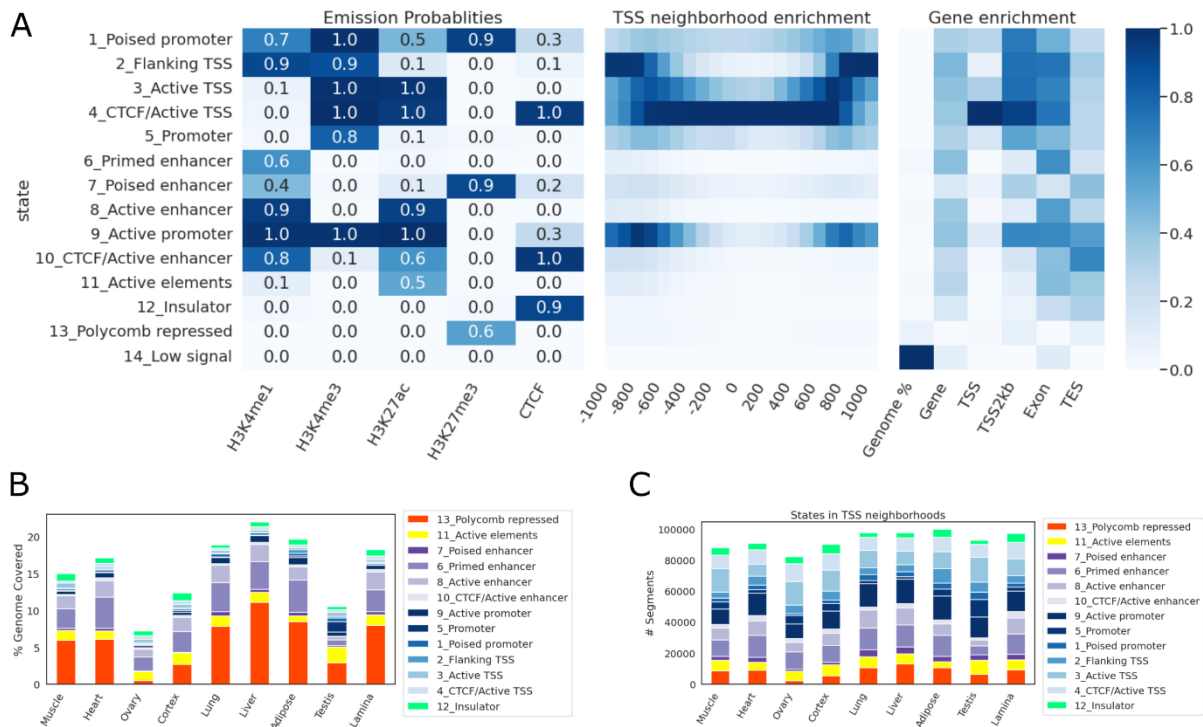 A
Emission Probablities
TSS neighborhood enrichment
Gene enrichment
state
1_Poised promoter 0.7 1.0 0.5 0.9 0.3
2_Flanking TSS 0.9 0.9 0.1 0.0 0.1
3_Active TSS 0.1 1.0 1.0 0.0 0.0
4_CTCF/Active TSS 0.0 1.0 1.0 0.0 1.0
5_Promoter 0.0 0.8 0.1 0.0 0.0
6_Primed enhancer 0.6 0.0 0.0 0.0 0.0
7_Poised enhancer 0.4 0.0 0.1 0.9 0.2
8_Active enhancer 0.9 0.0 0.9 0.0 0.0
9_Active promoter 1.0 1.0 1.0 0.0 0.3
10_CTCF/Active enhancer 0.8 0.1 0.6 0.0 1.0
11_Active elements 0.1 0.0 0.5 0.0 0.0
12_Insulator 0.0 0.0 0.0 0.0 0.9
13_Polycomb repressed 0.0 0.0 0.0 0.6 0.0
14_Low signal 0.0 0.0 0.0 0.0 0.0
H3K4me1 H3K4me3 H3K27ac H3K27me3 CTCF
-1000 -800 -600 -400 -200 0 200 400 600 800 1000
Genome % Gene TSS TSS2kb Exon TES
1.0
0.8
0.6
0.4
0.2
0.0
B
% Genome Covered
20
15
10
5
0
Muscle Heart Ovary Cortex Lung Liver Adipose Testis Lamina
13_Polycomb repressed
11_Active elements
7_Poised enhancer
6_Primed enhancer
8_Active enhancer
10_CTCF/Active enhancer
9_Active promoter
5_Promoter
1_Poised promoter
2_Flanking TSS
3_Active TSS
4_CTCF/Active TSS
12_Insulator
C
States in TSS neighborhoods
# Segments
100000
80000
60000
40000
20000
0
Muscle Heart Ovary Cortex Lung Liver Adipose Testis Lamina
13_Polycomb repressed
11_Active elements
7_Poised enhancer
6_Primed enhancer
8_Active enhancer
10_CTCF/Active enhancer
9_Active promoter
5_Promoter
1_Poised promoter
2_Flanking TSS
3_Active TSS
4_CTCF/Active TSS
12_Insulator